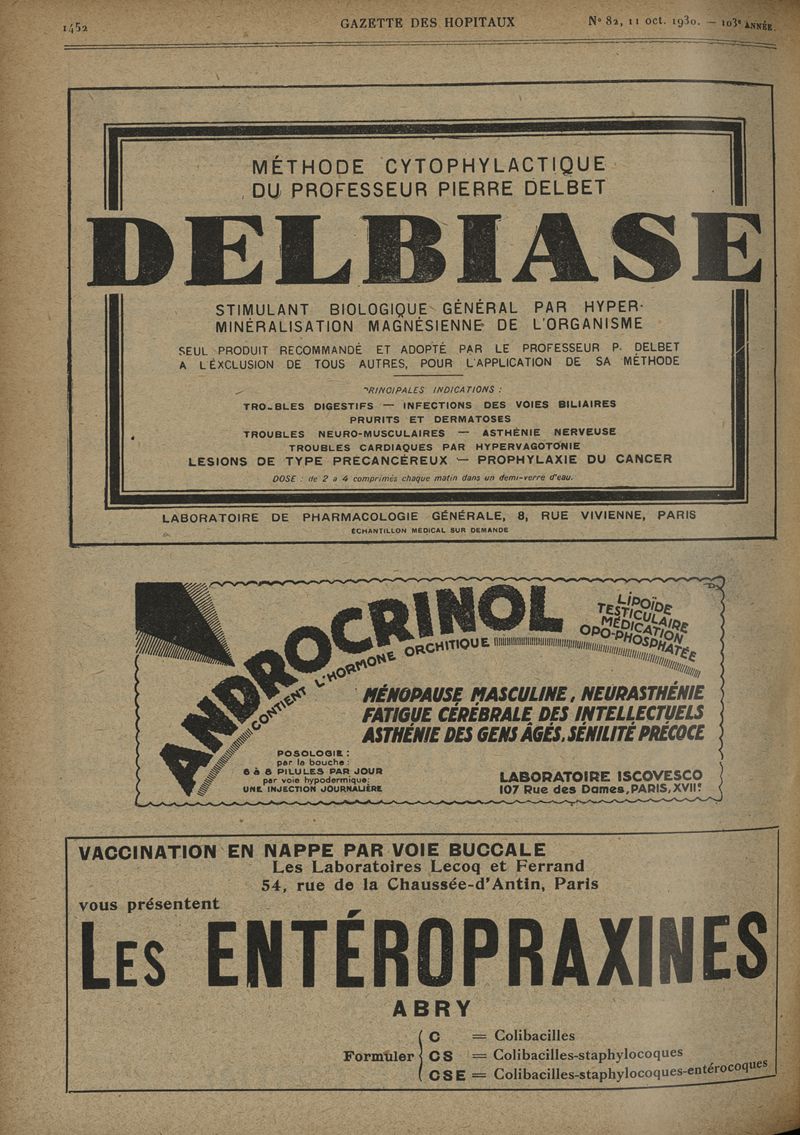 1452
GAZETTE DES HOPITAUX
N° 82, 11 oct. 1930. — 103e ANNÉE.
MÉTHODE CYTOPHYLACTIQUE
DU PROFESSEUR PIERRE DELBET
DELBIASE
STIMULANT BIOLOGIQUE GÉNÉRAL PAR HYPER-
MINÉRALISATION MAGNÉSIENNE DE L'ORGANISME
SEUL PRODUIT RECOMMANDÉ ET ADOPTÉ PAR LE PROFESSEUR P. DELBET
A L'ÉXCLUSION DE TOUS AUTRES, POUR L'APPLICATION DE SA MÉTHODE
PRINCIPALES INDICATIONS :
TROUBLES DIGESTIFS — INFECTIONS DES VOIES BILIAIRES
PRURITS ET DERMATOSES
TROUBLES NEURO-MUSCULAIRES — ASTHÉNIE NERVEUSE
TROUBLES CARDIAQUES PAR HYPERVAGOTONIE
LESIONS DE TYPE PRÉCANCÉREUX — PROPHYLAXIE DU CANCER
DOSE : de 2 a 4 comprimés chaque matin dans un demi-verre d'eau.
LABORATOIRE DE PHARMACOLOGIE GÉNÉRALE, 8, RUE VIVIENNE, PARIS
ÉCHANTILLON MÉDICAL SUR DEMANDE
ANDROCRINOL
CONTIENT L'HORMONE ORCHITIQUE
LIPOÏDE
TESTICULAIRE
MÉDICATION
OPO-PHOSPHATÉE
MÉNOPAUSE MASCULINE, NEURASTHÉNIE
FATIGUE CÉRÉBRALE DES INTELLECTUELS
ASTHÉNIE DES GENS ÂGÉS, SÉNILITÉ PRÉCOCE
POSOLOGIE :
par la bouche :
6 à 8 PILULES PAR JOUR
par voie hypodermique:
UNE INJECTION JOURNALIÈRE
LABORATOIRE ISCOVESCO
107 Rue des Dames, PARIS, XVIIe
VACCINATION EN NAPPE PAR VOIE BUCCALE
Les Laboratoires Lecoq et Ferrand
54, rue de la Chaussée-d'Antin, Paris
vous présentent
LES ENTÉROPRAXINES
ABRY
C = Colibacilles
Formuler CS = Colibacilles-staphylocoques
CSE = Colibacilles-staphylocoques-entérocoques